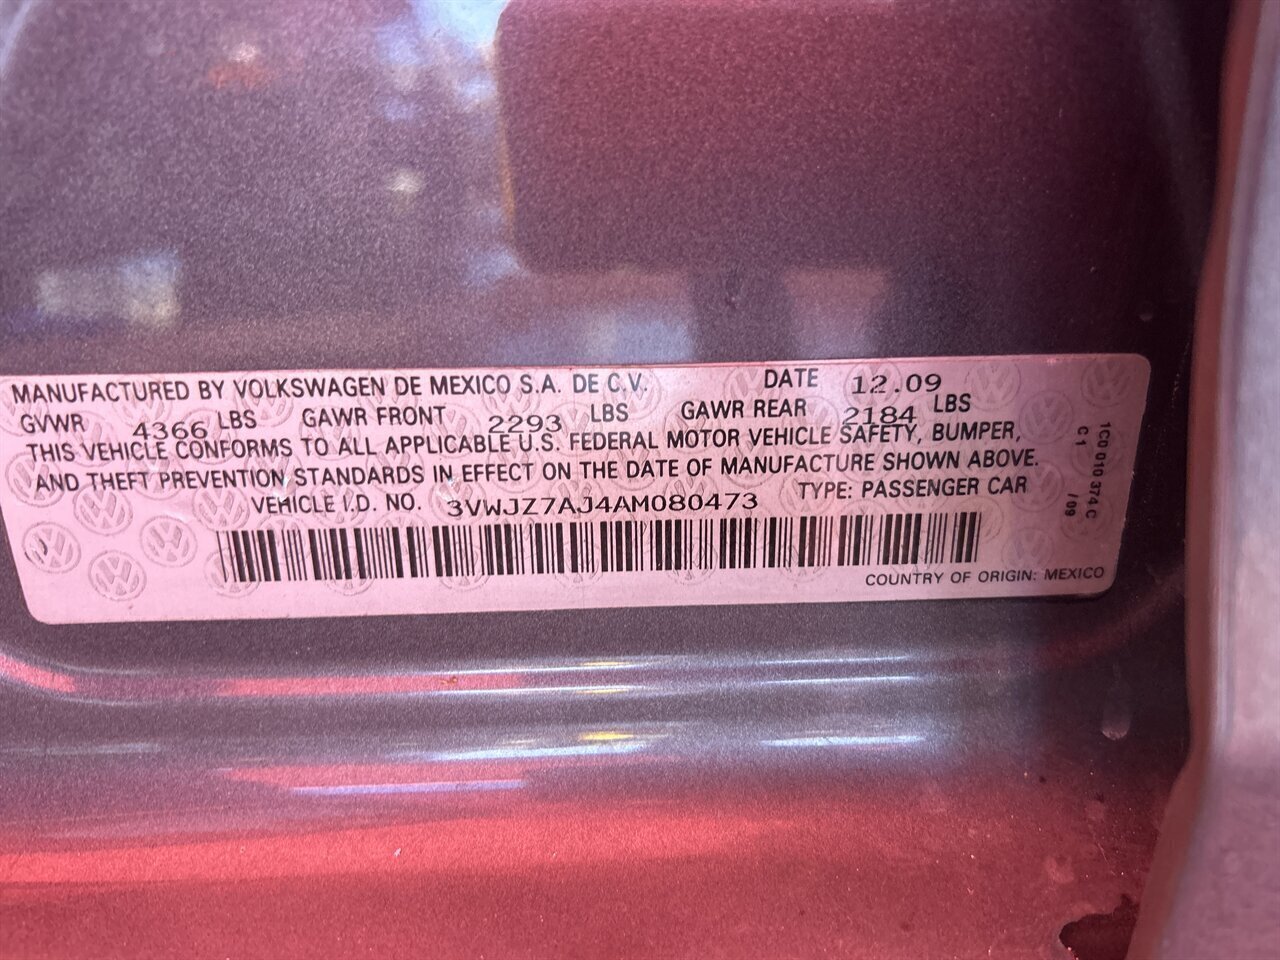 MANUFACTURED BY VOLKSWAGEN DE MEXICO S.A. DE C.V. DATE 12.09
GVWR 4366 LBS GAWR FRONT 2293 LBS GAWR REAR 2184 LBS
THIS VEHICLE CONFORMS TO ALL APPLICABLE U.S. FEDERAL MOTOR VEHICLE SAFETY, BUMPER,
AND THEFT PREVENTION STANDARDS IN EFFECT ON THE DATE OF MANUFACTURE SHOWN ABOVE.
VEHICLE I.D. NO. 3VWJZ7AJ4AM080473 TYPE: PASSENGER CAR
COUNTRY OF ORIGIN: MEXICO
1C0 010 374 C
C 1 /09